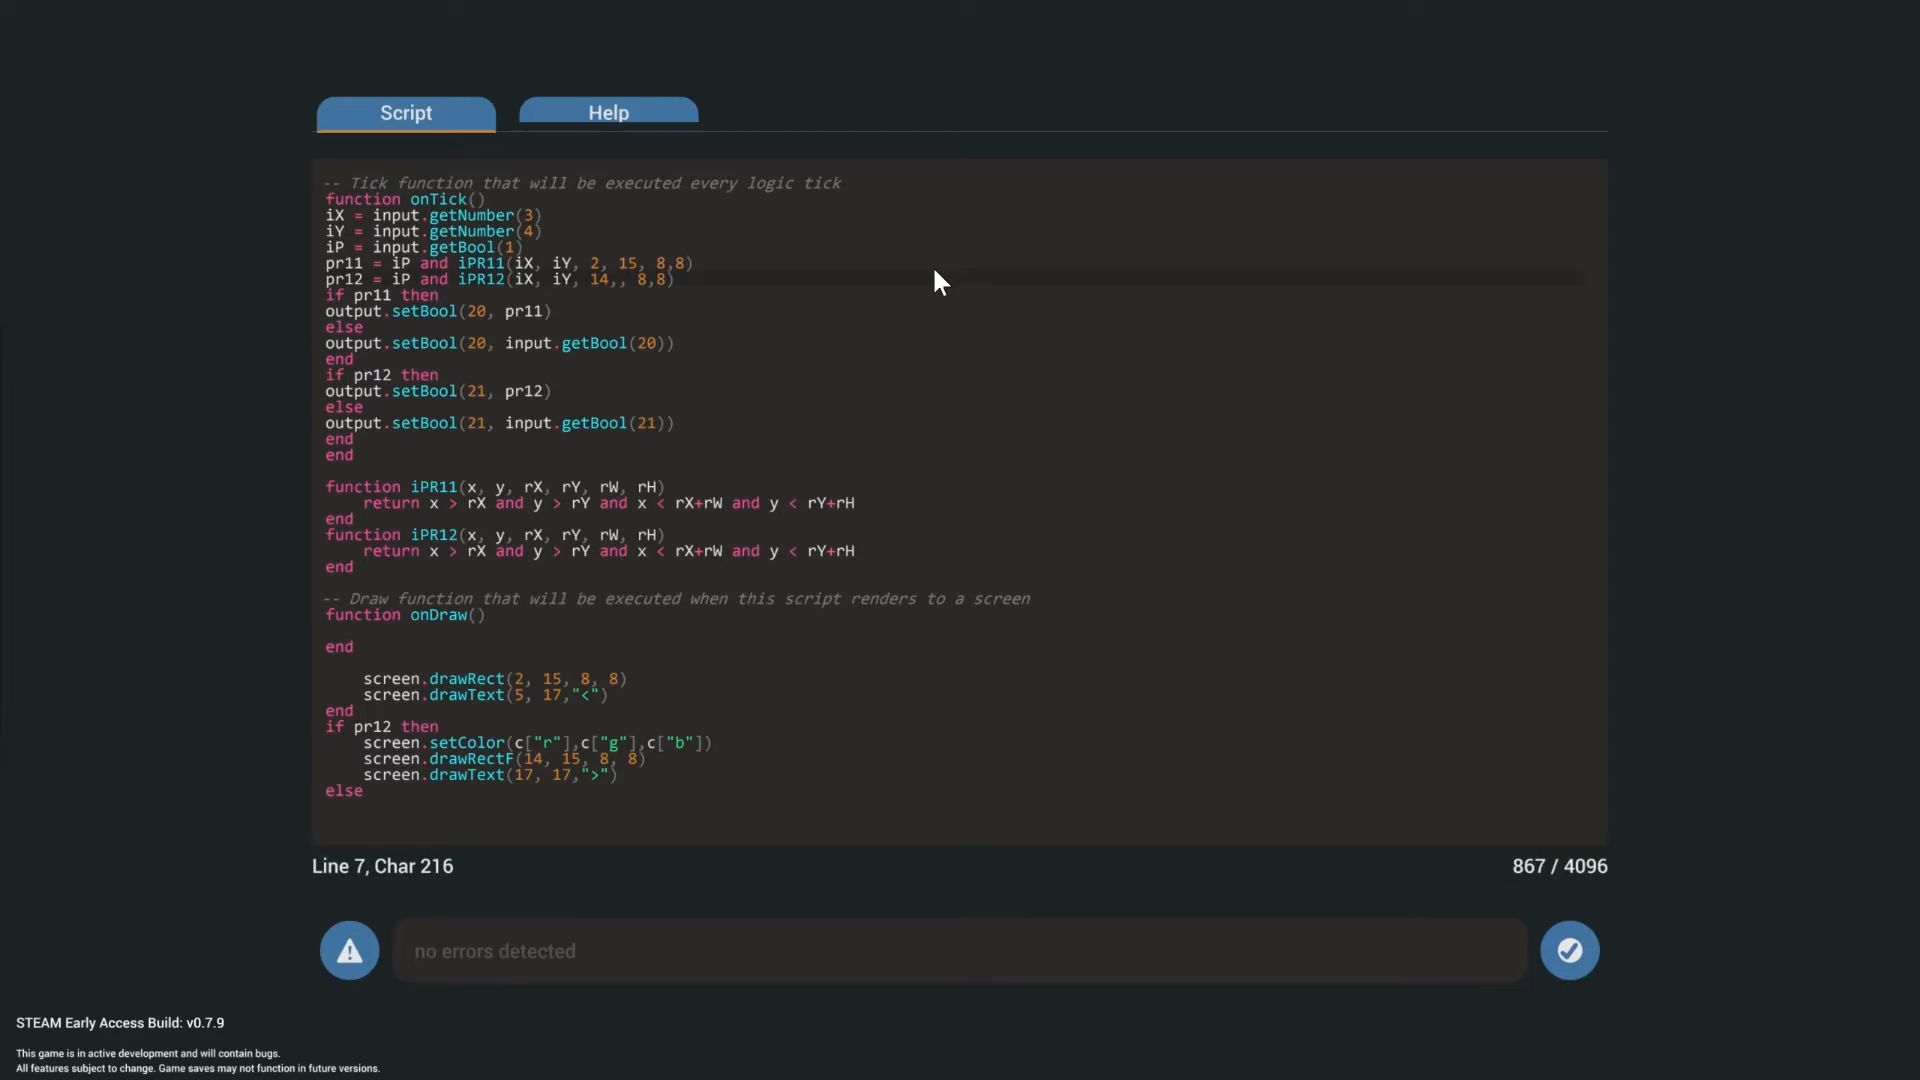 Script
Help
-- Tick function that will be executed every logic tick
function onTick()
iX = input.getNumber(3)
iY = input.getNumber(4)
iP = input.getBool(1)
pr11 = iP and iPR11(iX, iY, 2, 15, 8,8)
pr12 = iP and iPR12(iX, iY, 14,, 8,8)
if pr11 then
output.setBool(20, pr11)
else
output.setBool(20, input.getBool(20))
end
if pr12 then
output.setBool(21, pr12)
else
output.setBool(21, input.getBool(21))
end
end
function iPR11(x, y, rX, rY, rW, rH)
    return x > rX and y > rY and x < rX+rW and y < rY+rH
end
function iPR12(x, y, rX, rY, rW, rH)
    return x > rX and y > rY and x < rX+rW and y < rY+rH
end
-- Draw function that will be executed when this script renders to a screen
function onDraw()
end
    screen.drawRect(2, 15, 8, 8)
    screen.drawText(5, 17,"<")
end
if pr12 then
    screen.setColor(c["r"],c["g"],c["b"])
    screen.drawRectF(14, 15, 8, 8)
    screen.drawText(17, 17,">")
else
Line 7, Char 216
867 / 4096
no errors detected
STEAM Early Access Build: v0.7.9
This game is in active development and will contain bugs.
All features subject to change. Game saves may not function in future versions.